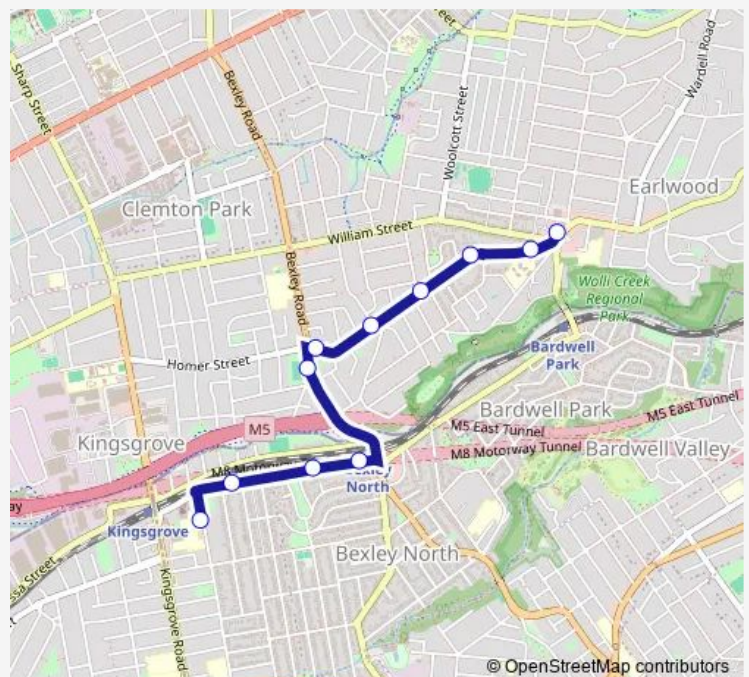 Sharp Street
Bexley Road
Street
Wardell Road
Woolcott Street
Earlwood
Clemton Park
William Street
Bexley Road
Wolli Creek
Regional
Park
Homer Street
Bardwell
Park
M5
Bardwell Park
M5 East Tunnel
M5 East Tunnel
Kingsgrove
M8 Motorway Tunnel
Bardwell Valley
M8 Motorway
North
Kingsgrove
Bexley North
Kingsgrove Road
© OpenStreetMap contributors